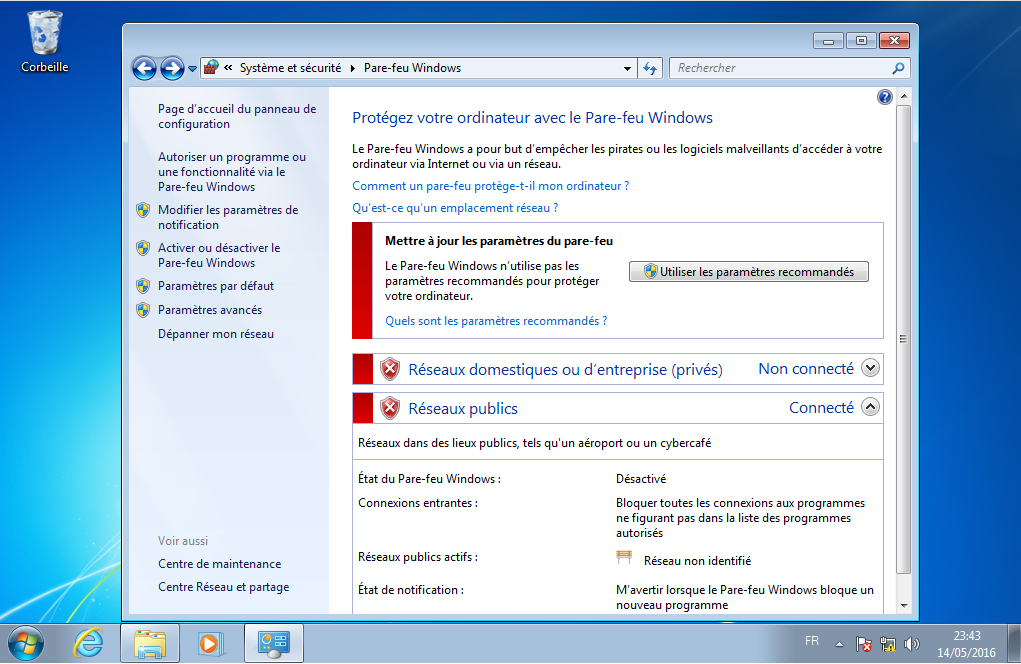 Corbeille
« Système et sécurité ▸ Pare-feu Windows
Rechercher
Page d'accueil du panneau de
configuration
Autoriser un programme ou
une fonctionnalité via le
Pare-feu Windows
Modifier les paramètres de
notification
Activer ou désactiver le
Pare-feu Windows
Paramètres par défaut
Paramètres avancés
Dépanner mon réseau
Voir aussi
Centre de maintenance
Centre Réseau et partage
Protégez votre ordinateur avec le Pare-feu Windows
Le Pare-feu Windows a pour but d'empêcher les pirates ou les logiciels malveillants d'accéder à votre
ordinateur via Internet ou via un réseau.
Comment un pare-feu protège-t-il mon ordinateur ?
Qu'est-ce qu'un emplacement réseau ?
Mettre à jour les paramètres du pare-feu
Le Pare-feu Windows n'utilise pas les
paramètres recommandés pour protéger
votre ordinateur.
Utiliser les paramètres recommandés
Quels sont les paramètres recommandés ?
Réseaux domestiques ou d'entreprise (privés) Non connecté
Réseaux publics Connecté
Réseaux dans des lieux publics, tels qu'un aéroport ou un cybercafé
État du Pare-feu Windows : Désactivé
Connexions entrantes : Bloquer toutes les connexions aux programmes
ne figurant pas dans la liste des programmes
autorisés
Réseaux publics actifs : Réseau non identifié
État de notification : M'avertir lorsque le Pare-feu Windows bloque un
nouveau programme
FR
23:43
14/05/2016